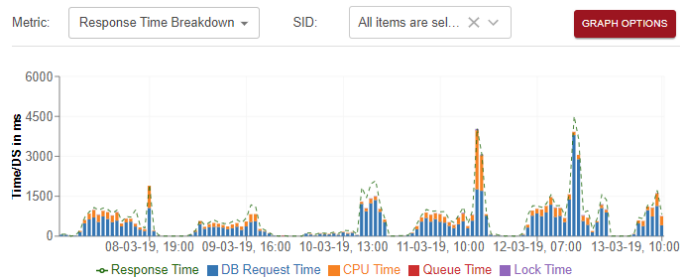 Metric: Response Time Breakdown SID: All items are sel... GRAPH OPTIONS
Time/DS in ms
6000
4500
3000
1500
0
08-03-19, 19:00 09-03-19, 16:00 10-03-19, 13:00 11-03-19, 10:00 12-03-19, 07:00 13-03-19, 10:00
Response Time DB Request Time CPU Time Queue Time Lock Time